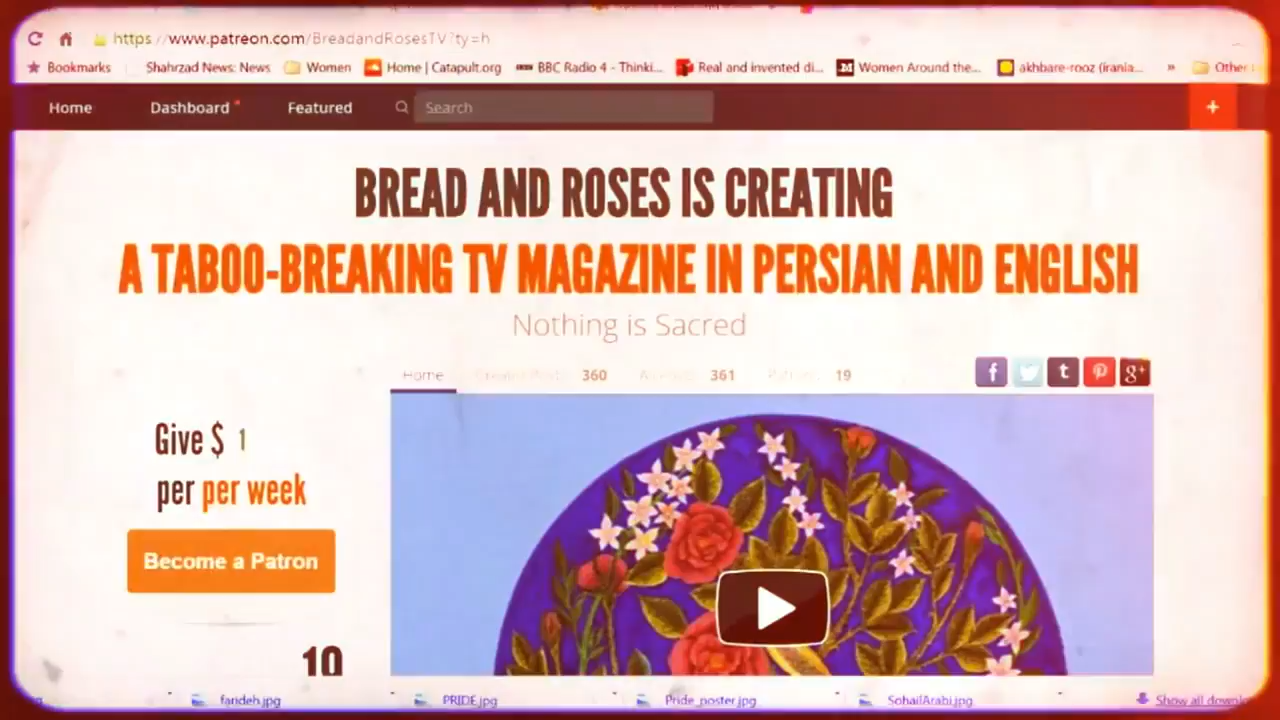 https://www.patreon.com/BreadandRosesTV?ty=h
Bookmarks Shahrzad News: News Women Home | Catapult.org BBC Radio 4 - Thinki... Real and invented di... Women Around the... akhbare-rooz (irania... » Other
Home Dashboard Featured Search +
BREAD AND ROSES IS CREATING
A TABOO-BREAKING TV MAGAZINE IN PERSIAN AND ENGLISH
Nothing is Sacred
Home 360 361 19
f t g+
Give $ 1
per per week
Become a Patron
10
farideh.jpg PRIDE.jpg Pride_poster.jpg SohailArabi.jpg Show all